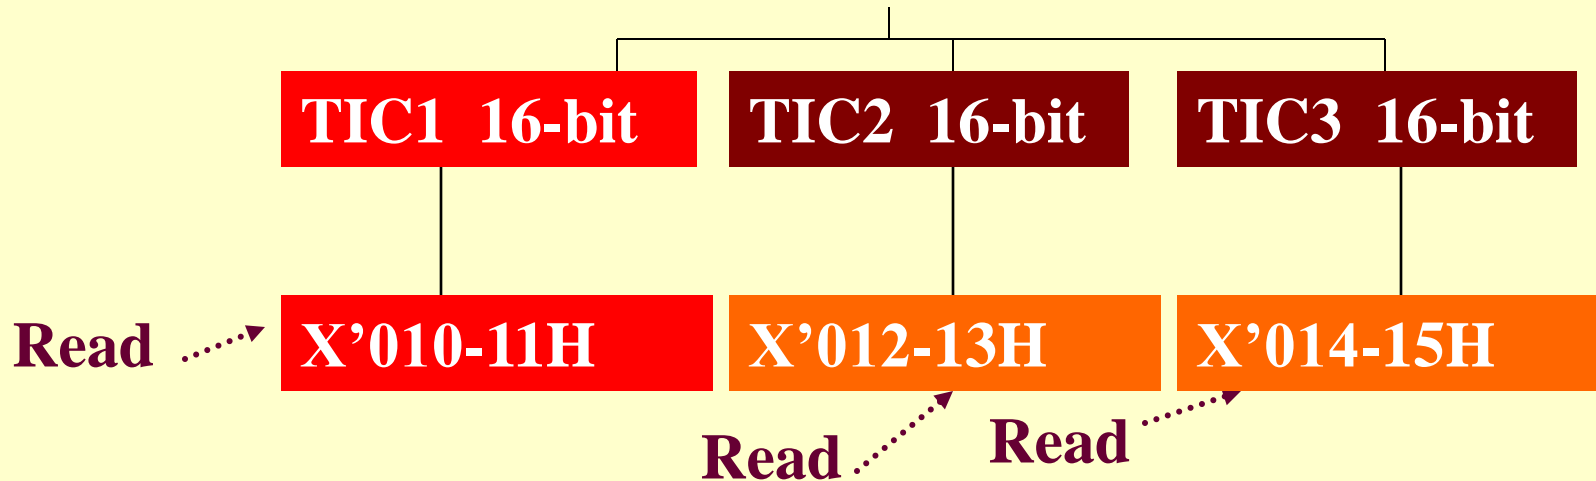 TIC1 16-bit
TIC2 16-bit
TIC3 16-bit
Read
X’010-11H
X’012-13H
X’014-15H
Read
Read